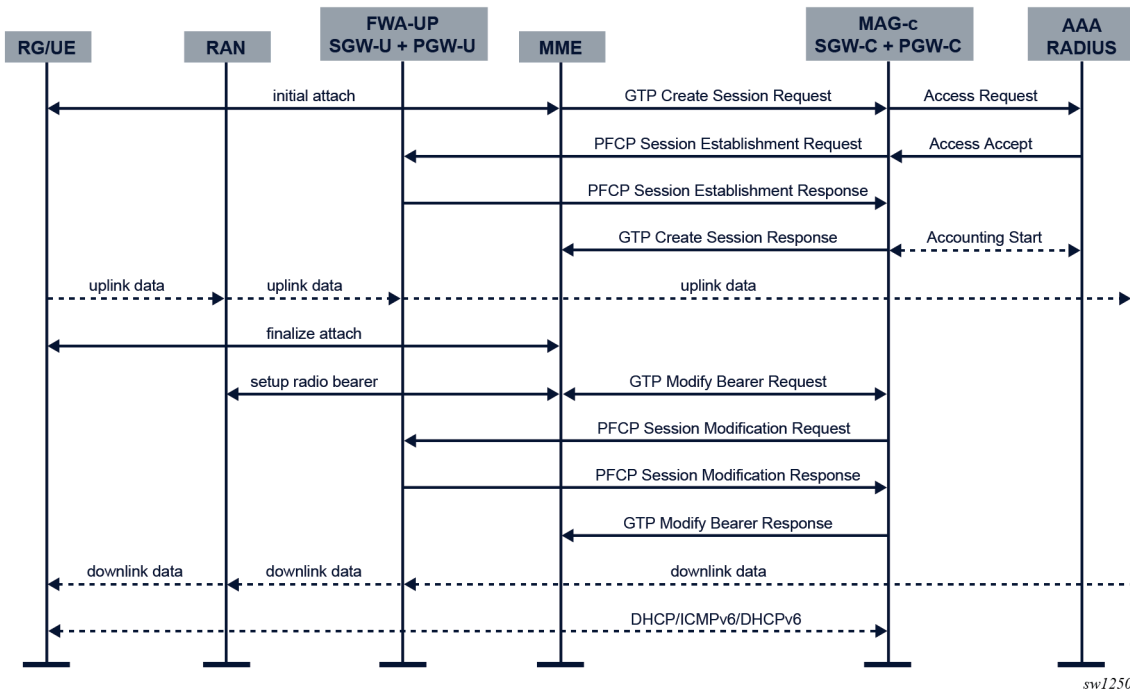 RG/UE
RAN
FWA-UP
SGW-U + PGW-U
MME
MAG-c
SGW-C + PGW-C
AAA
RADIUS
initial attach
GTP Create Session Request
Access Request
PFCP Session Establishment Request
Access Accept
PFCP Session Establishment Response
GTP Create Session Response
Accounting Start
uplink data
uplink data
uplink data
finalize attach
setup radio bearer
GTP Modify Bearer Request
PFCP Session Modification Request
PFCP Session Modification Response
GTP Modify Bearer Response
downlink data
downlink data
downlink data
DHCP/ICMPv6/DHCPv6
sw1250